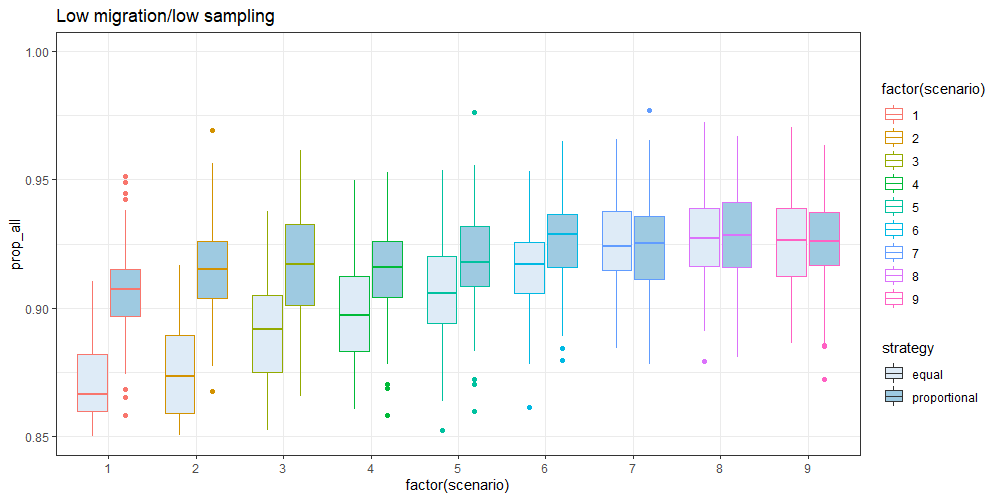 Low migration/low sampling
prop_all
1.00
0.95
0.90
0.85
1 2 3 4 5 6 7 8 9
factor(scenario)
factor(scenario)
1
2
3
4
5
6
7
8
9
strategy
equal
proportional